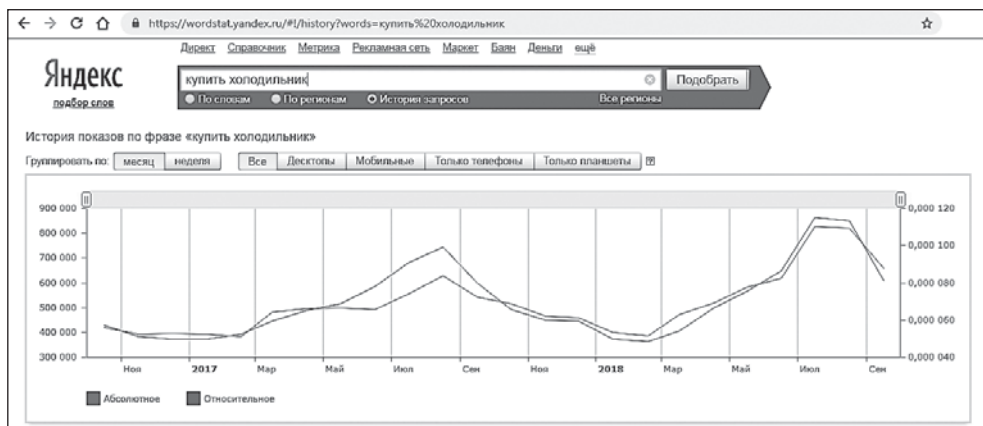 https://wordstat.yandex.ru/#!/history?words=купить%20холодильник
Директ Справочник Метрика Рекламная сеть Маркет Баян Деньги ещё
Яндекс
подбор слов
купить холодильник
Подобрать
По словам По регионам История запросов Все регионы
История показов по фразе «купить холодильник»
Группировать по: месяц неделя Все Десктопы Мобильные Только телефоны Только планшеты ?
900 000 0,000 120
800 000
700 000 0,000 100
600 000 0,000 080
500 000
400 000 0,000 060
300 000 0,000 040
Ноя 2017 Мар Май Июл Сен Ноя 2018 Мар Май Июл Сен
Абсолютное Относительное